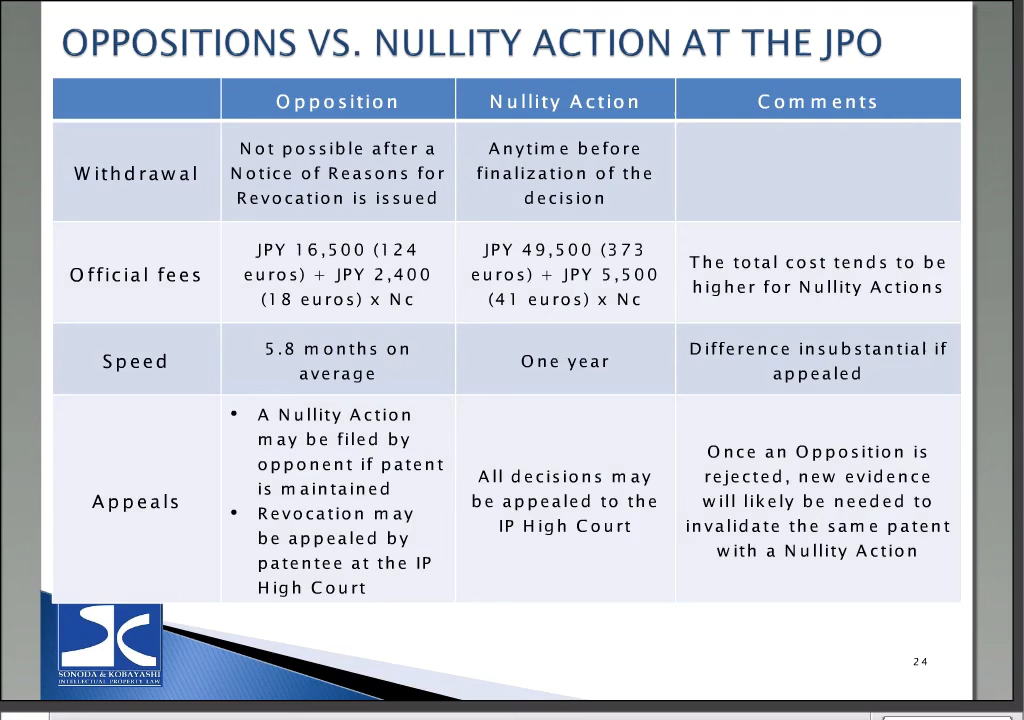 OPPOSITIONS VS. NULLITY ACTION AT THE JPO
Opposition
Nullity Action
Comments
Withdrawal
Not possible after a
Notice of Reasons for
Revocation is issued
Anytime before
finalization of the
decision
Official fees
JPY 16,500 (124
euros) + JPY 2,400
(18 euros) x Nc
JPY 49,500 (373
euros) + JPY 5,500
(41 euros) x Nc
The total cost tends to be
higher for Nullity Actions
Speed
5.8 months on
average
One year
Difference insubstantial if
appealed
Appeals
• A Nullity Action
may be filed by
opponent if patent
is maintained
• Revocation may
be appealed by
patentee at the IP
High Court
All decisions may
be appealed to the
IP High Court
Once an Opposition is
rejected, new evidence
will likely be needed to
invalidate the same patent
with a Nullity Action
SONODA & KOBAYASHI
INTELLECTUAL PROPERTY LAW
24